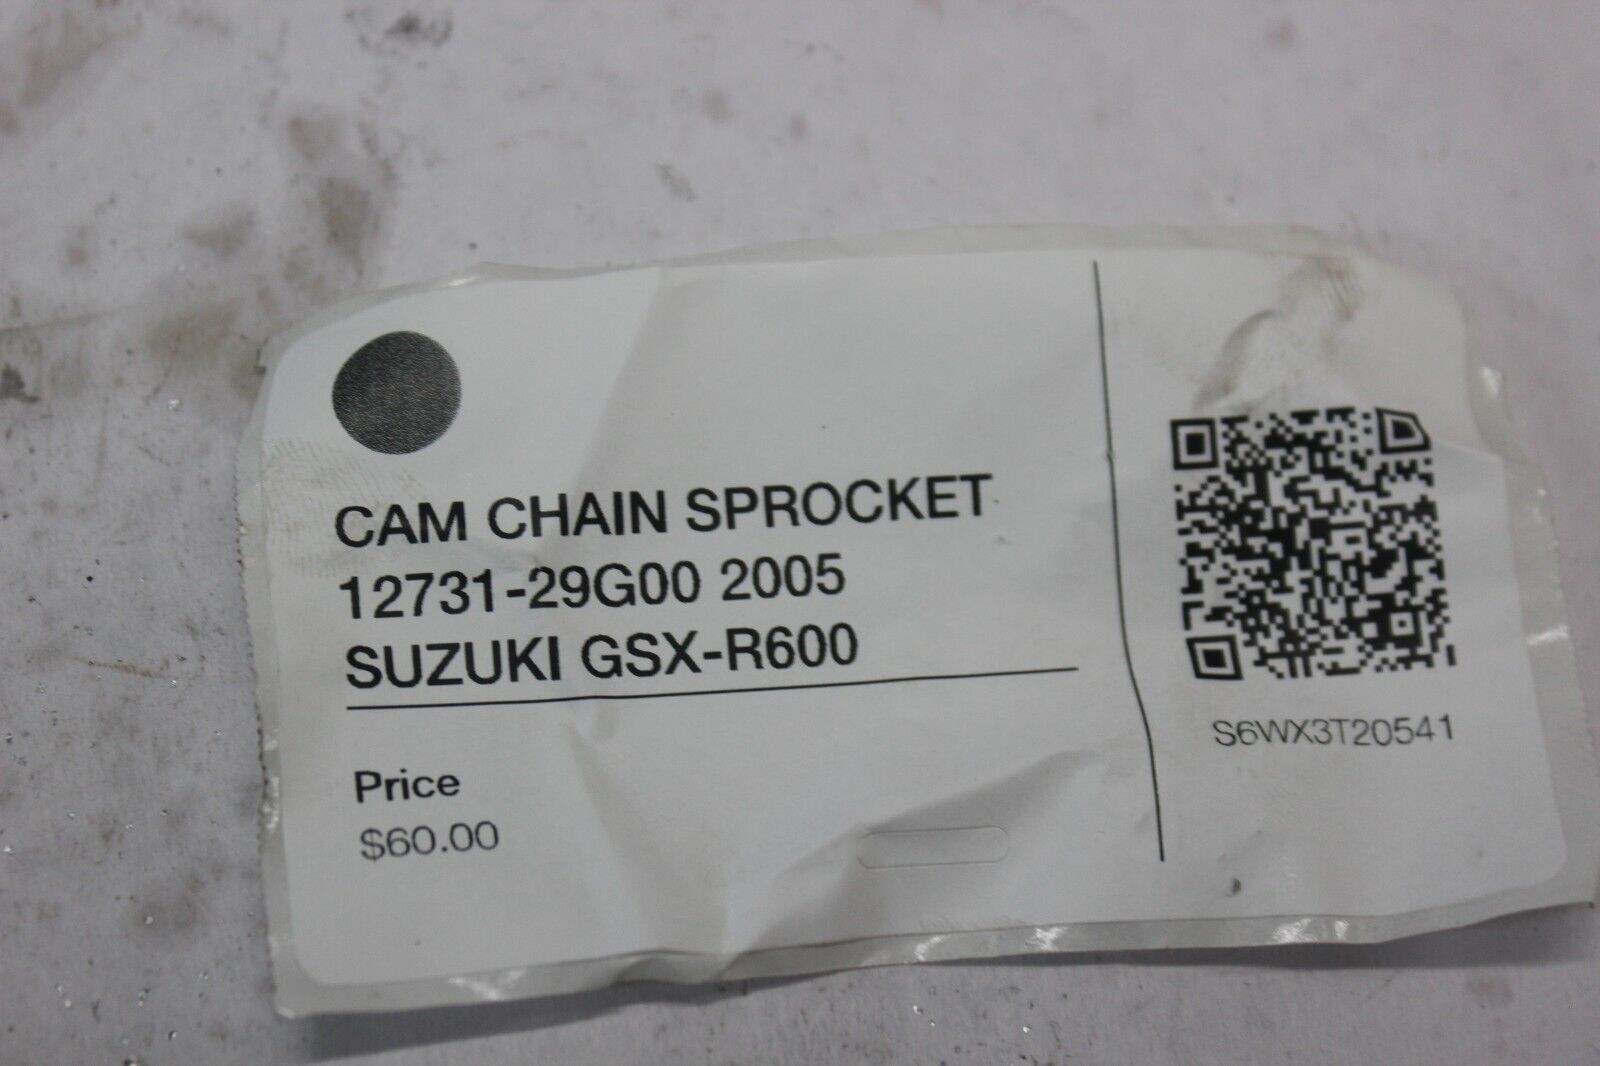 CAM CHAIN SPROCKET
12731-29G00 2005
SUZUKI GSX-R600
Price
$60.00
S6WX3T20541